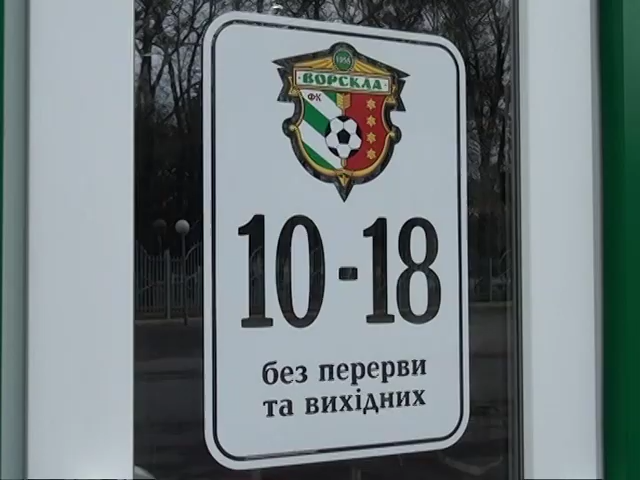 1955
ВОРСКЛА
ФК
10-18
без перерви
та вихідних